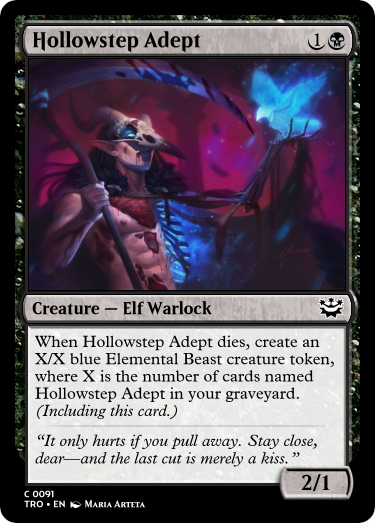 Hollowstep Adept 1
Creature — Elf Warlock
When Hollowstep Adept dies, create an
X/X blue Elemental Beast creature token,
where X is the number of cards named
Hollowstep Adept in your graveyard.
(Including this card.)
“It only hurts if you pull away. Stay close,
dear—and the last cut is merely a kiss.”
2/1
C 0091
TRO • EN Maria Arteta